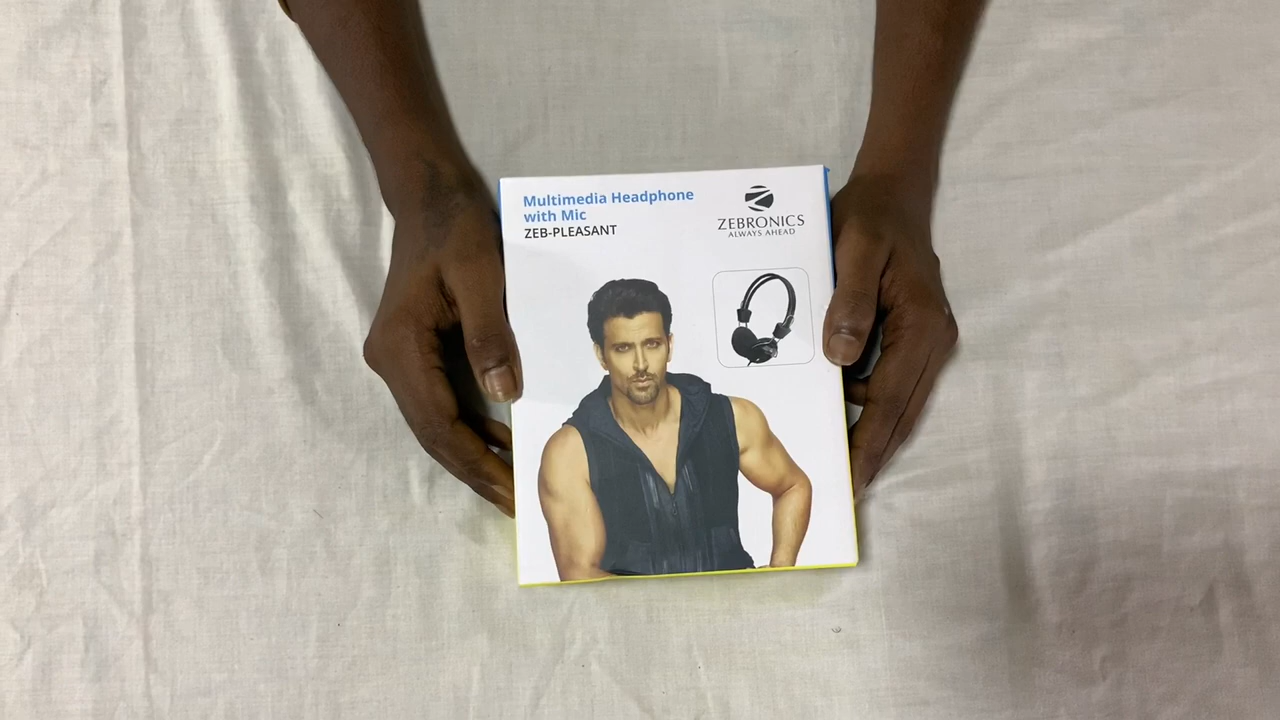 Multimedia Headphone
with Mic
ZEB-PLEASANT
ZEBRONICS
ALWAYS AHEAD